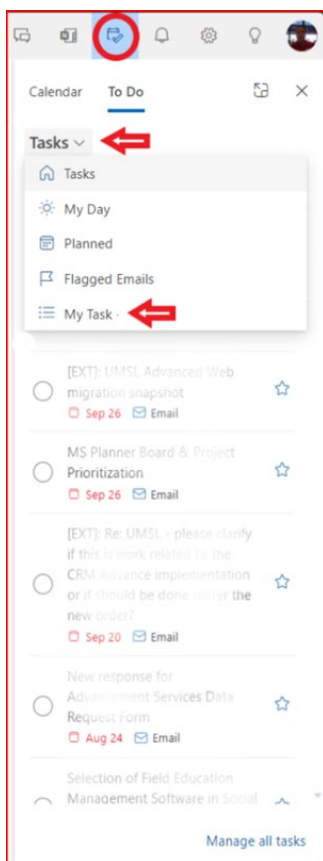 Calendar To Do
Tasks
Tasks
My Day
Planned
Flagged Emails
My Task
[EXT]: UMSL Advanced Web
migration snapshot
Sep 26 Email
MS Planner Board & Project
Prioritization
Sep 26 Email
[EXT]: Re: UMSL - please clarify
if this is work related to the
CRM Advance implementation
or if should be done under the
new order?
Sep 20 Email
New response for
Advancement Services Data
Request Form
Aug 24 Email
Selection of Field Education
Management Software in Social
Manage all tasks